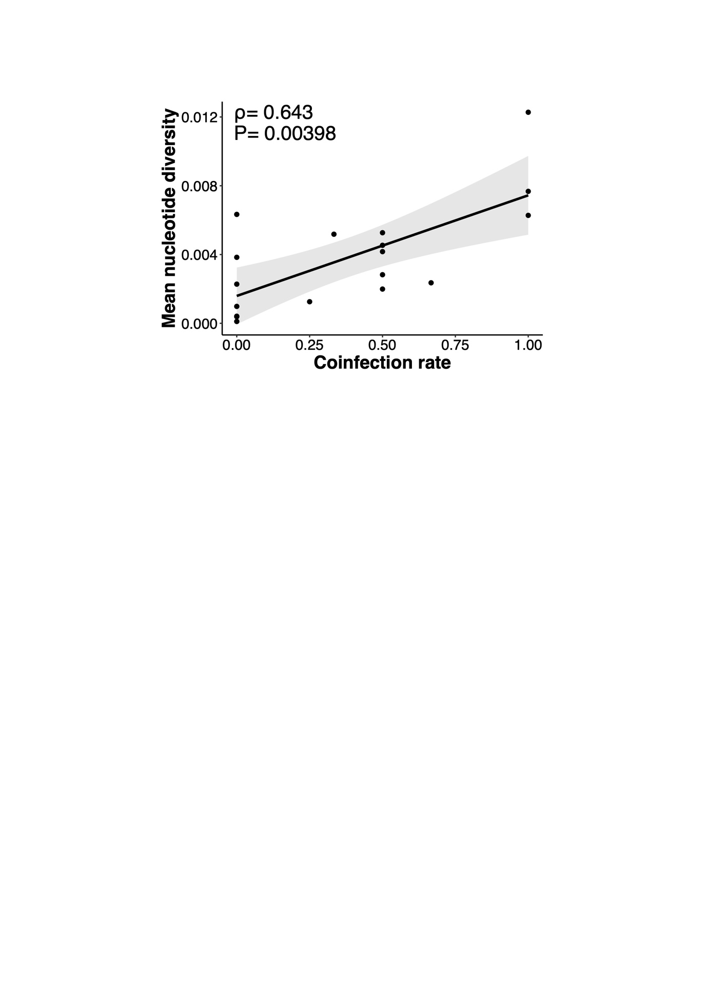 ρ= 0.643
P= 0.00398
Mean nucleotide diversity
0.012
0.008
0.004
0.000
0.00 0.25 0.50 0.75 1.00
Coinfection rate